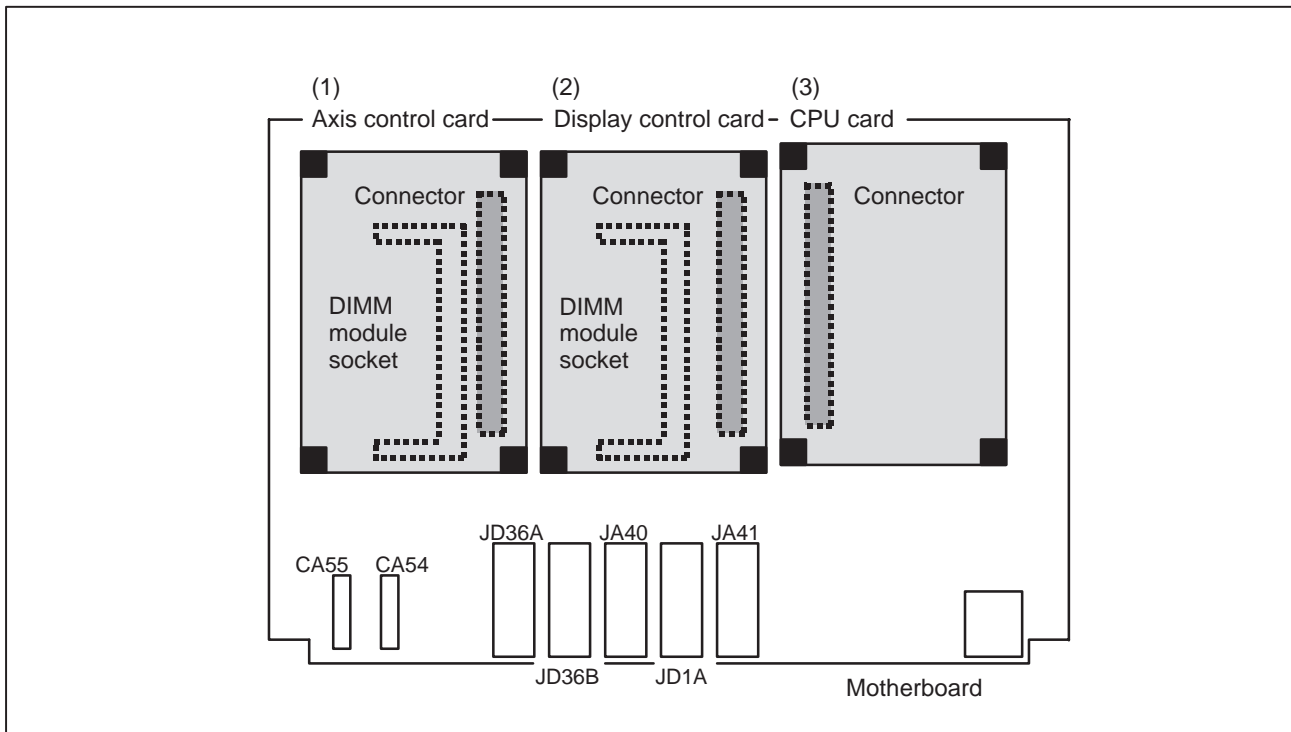 (1)
(2)
(3)
Axis control card
Display control card
CPU card
Connector
Connector
Connector
DIMM
module
socket
DIMM
module
socket
JD36A
JA40
JA41
CA55
CA54
JD36B
JD1A
Motherboard